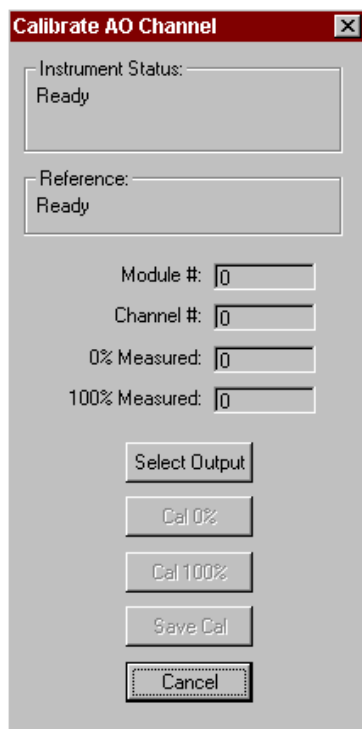 Calibrate AO Channel
Instrument Status:
Ready
Reference:
Ready
Module #: 0
Channel #: 0
0% Measured: 0
100% Measured: 0
Select Output
Cal 0%
Cal 100%
Save Cal
Cancel